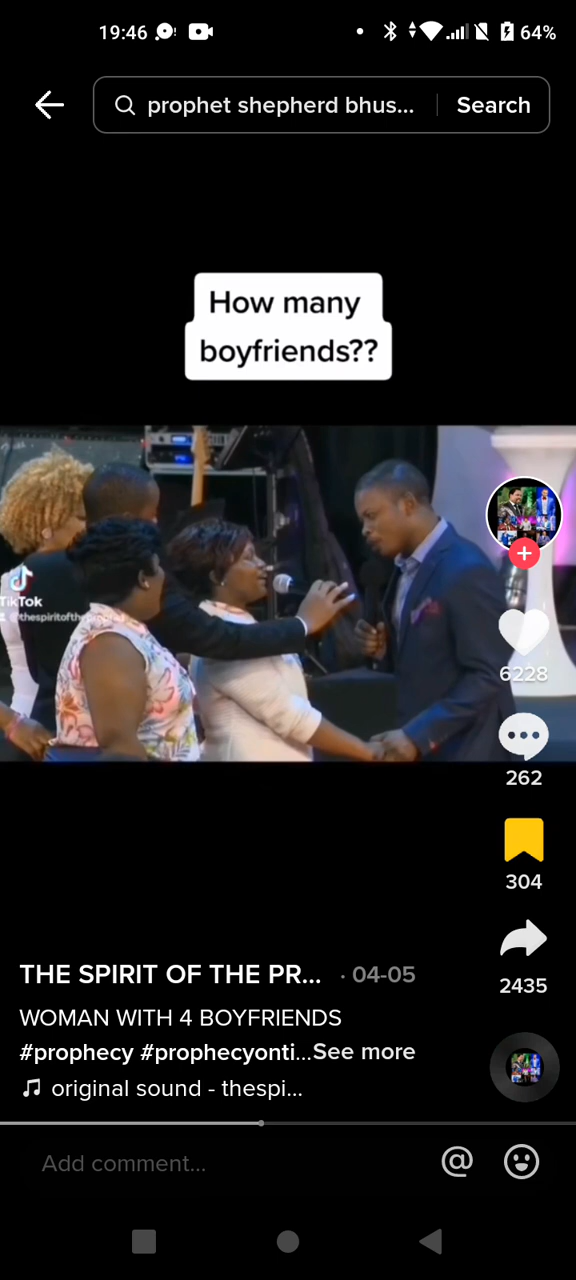 19:46
64%
prophet shepherd bhus... Search
How many
boyfriends??
TikTok
6228
262
304
THE SPIRIT OF THE PR... · 04-05
2435
WOMAN WITH 4 BOYFRIENDS
#prophecy #prophecyonti...See more
original sound - thespi...
Add comment...